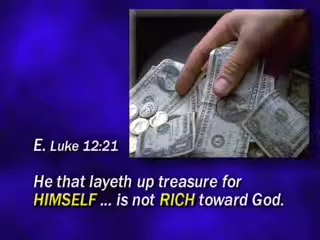 E. Luke 12:21
He that layeth up treasure for
HIMSELF ... is not RICH toward God.